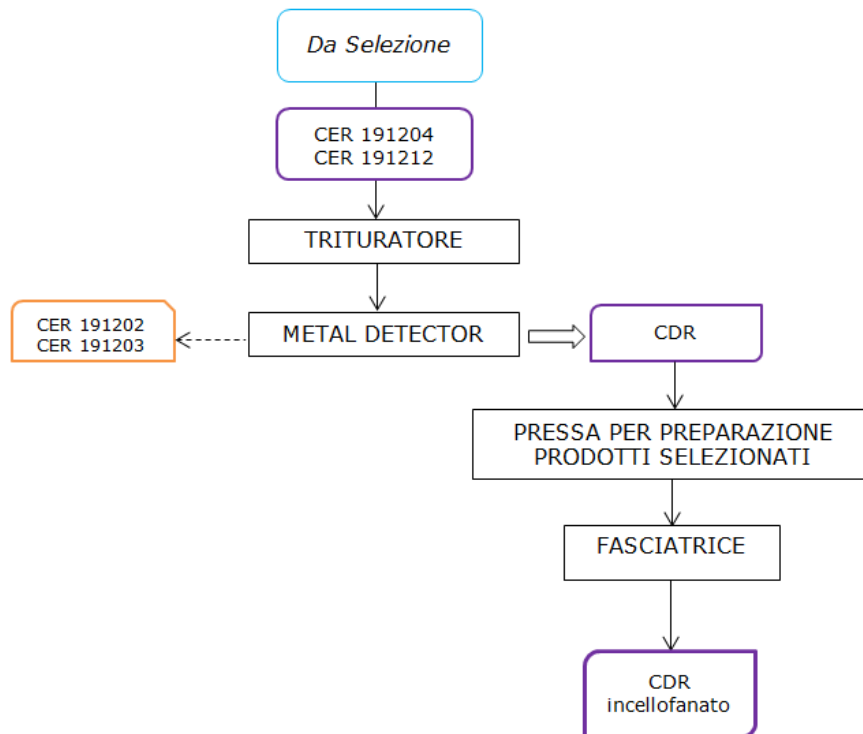 Da Selezione
CER 191204
CER 191212
TRITURATORE
CER 191202
CER 191203
METAL DETECTOR
CDR
PRESSA PER PREPARAZIONE
PRODOTTI SELEZIONATI
FASCIATRICE
CDR
incellofanato